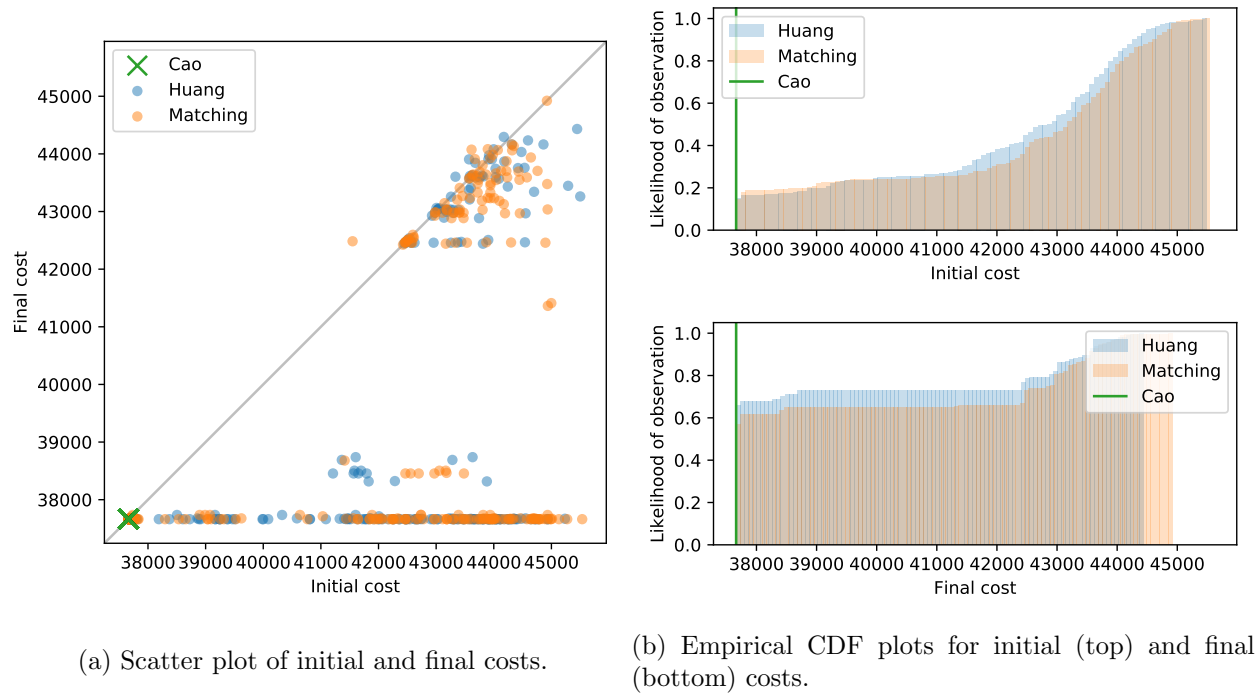 Cao
Huang
Matching
45000
44000
43000
42000
41000
40000
39000
38000
Final cost
38000 39000 40000 41000 42000 43000 44000 45000
Initial cost
(a) Scatter plot of initial and final costs.
Huang
Matching
Cao
1.0
0.8
0.6
0.4
0.2
0.0
Likelihood of observation
38000 39000 40000 41000 42000 43000 44000 45000
Initial cost
Huang
Matching
Cao
1.0
0.8
0.6
0.4
0.2
0.0
Likelihood of observation
38000 39000 40000 41000 42000 43000 44000 45000
Final cost
(b) Empirical CDF plots for initial (top) and final
(bottom) costs.